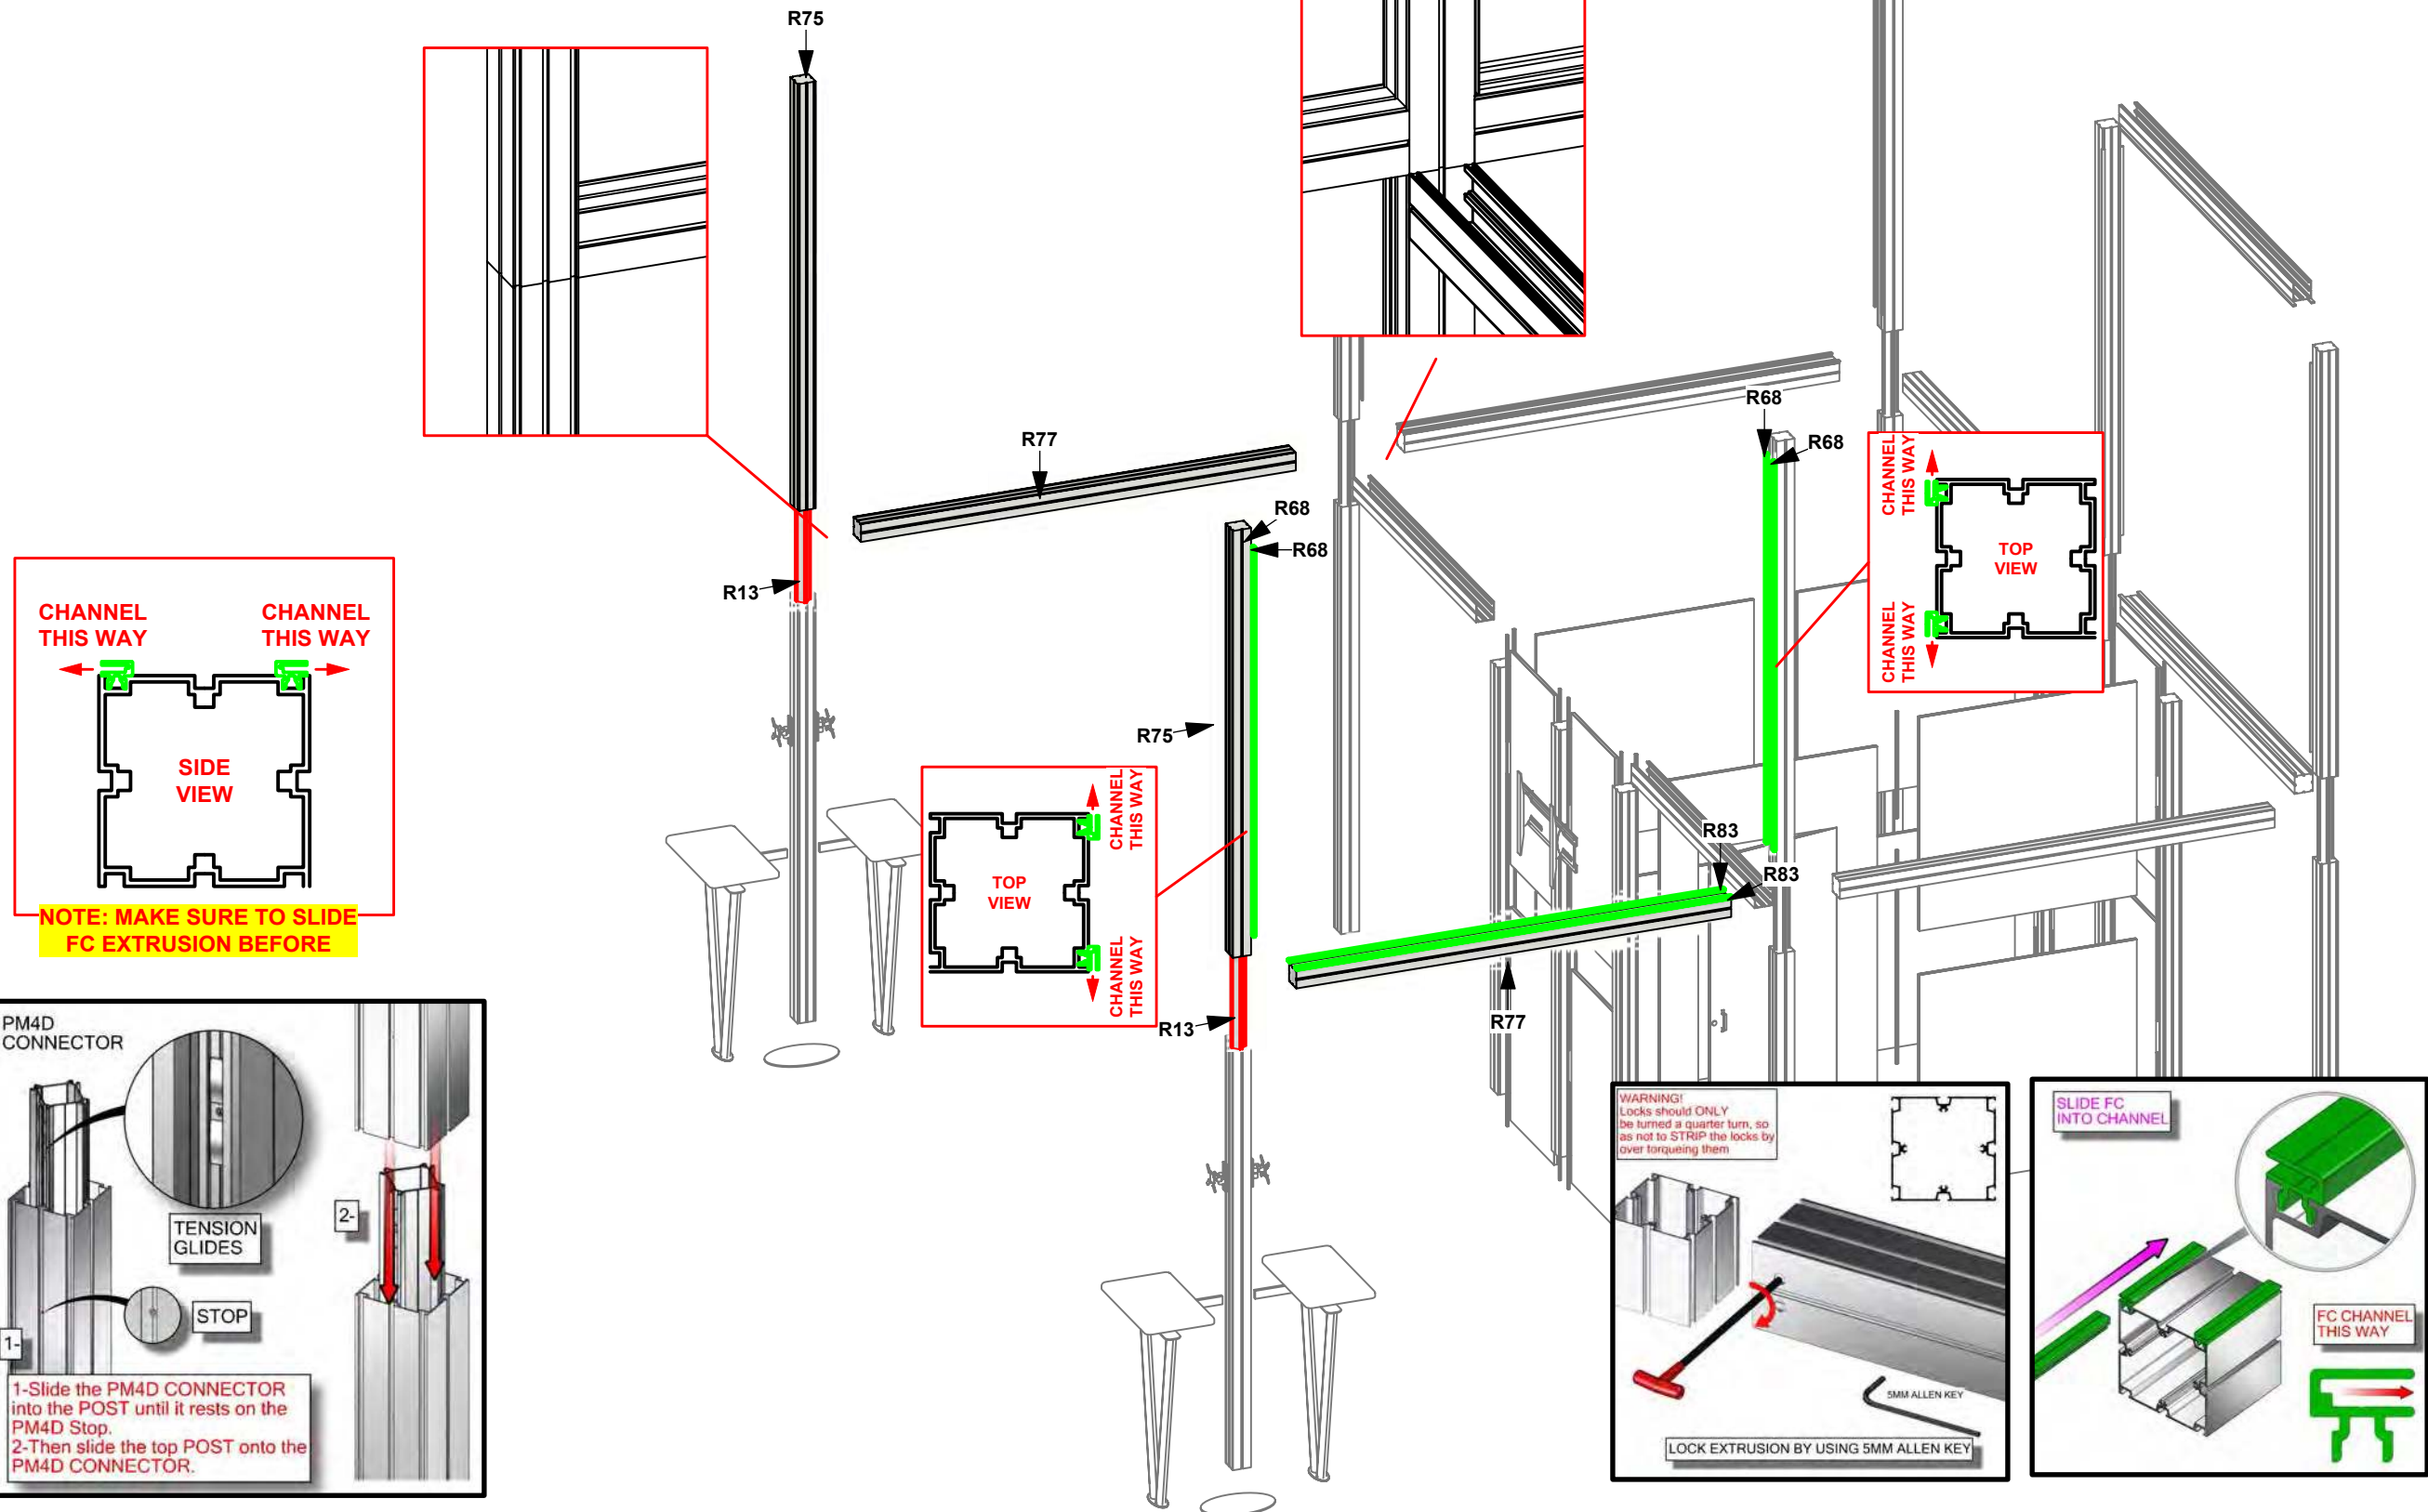 R75
R77
R68
R68
R13
R68
R68
CHANNEL
THIS WAY
CHANNEL
THIS WAY
TOP
VIEW
CHANNEL
THIS WAY
CHANNEL
THIS WAY
SIDE
VIEW
NOTE: MAKE SURE TO SLIDE
FC EXTRUSION BEFORE
R75
CHANNEL
THIS WAY
TOP
VIEW
CHANNEL
THIS WAY
R83
R83
R13
R77
PM4D
CONNECTOR
TENSION
GLIDES
2-
STOP
1-
1-Slide the PM4D CONNECTOR
into the POST until it rests on the
PM4D Stop.
2-Then slide the top POST onto the
PM4D CONNECTOR.
WARNING!
Locks should ONLY
be turned a quarter turn, so
as not to STRIP the locks by
over torqueing them
5MM ALLEN KEY
LOCK EXTRUSION BY USING 5MM ALLEN KEY
SLIDE FC
INTO CHANNEL
FC CHANNEL
THIS WAY